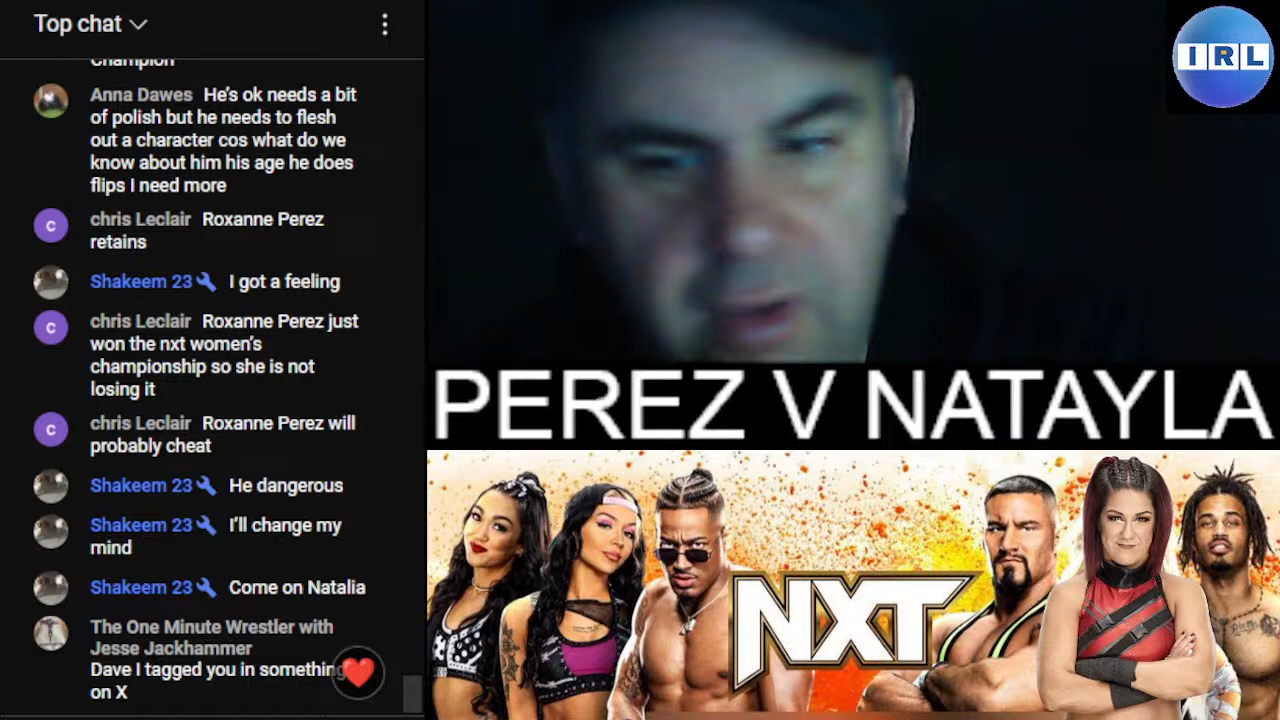 Top chat
Champion
Anna Dawes He's ok needs a bit
of polish but he needs to flesh
out a character cos what do we
know about him his age he does
flips I need more
chris Leclair Roxanne Perez
retains
Shakeem 23 I got a feeling
chris Leclair Roxanne Perez just
won the nxt women's
championship so she is not
losing it
chris Leclair Roxanne Perez will
probably cheat
Shakeem 23 He dangerous
Shakeem 23 I'll change my
mind
Shakeem 23 Come on Natalia
The One Minute Wrestler with
Jesse Jackhammer
Dave I tagged you in something
on X
C
C
C
IRL
PEREZ V NATAYLA
NXT